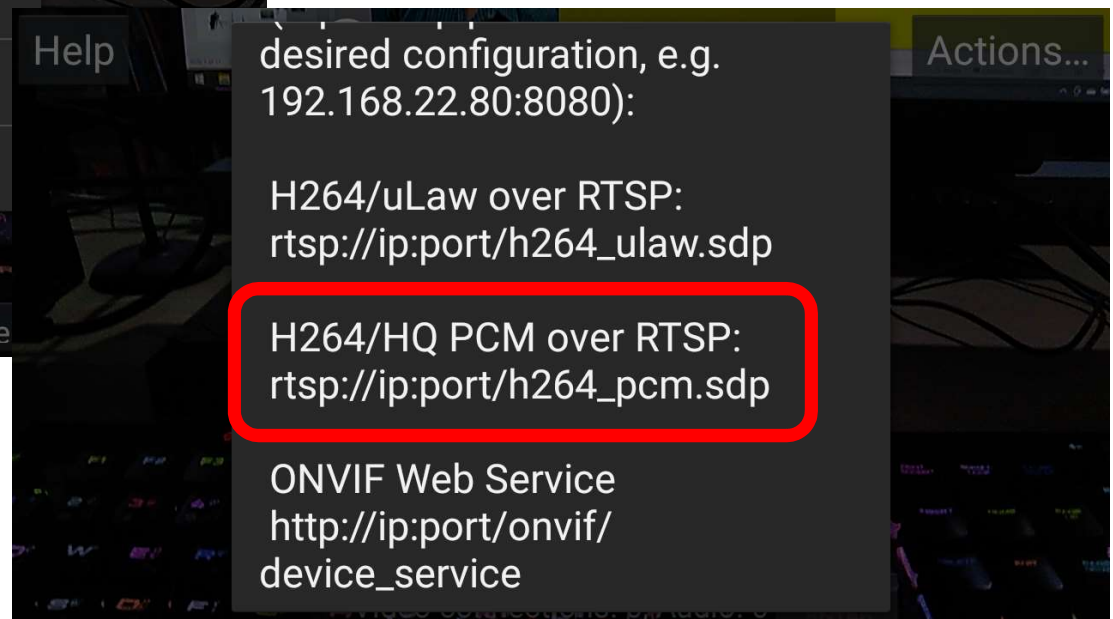 Help
desired configuration, e.g.
192.168.22.80:8080):
Actions...
H264/uLaw over RTSP:
rtsp://ip:port/h264_ulaw.sdp
H264/HQ PCM over RTSP:
rtsp://ip:port/h264_pcm.sdp
ONVIF Web Service
http://ip:port/onvif/
device_service